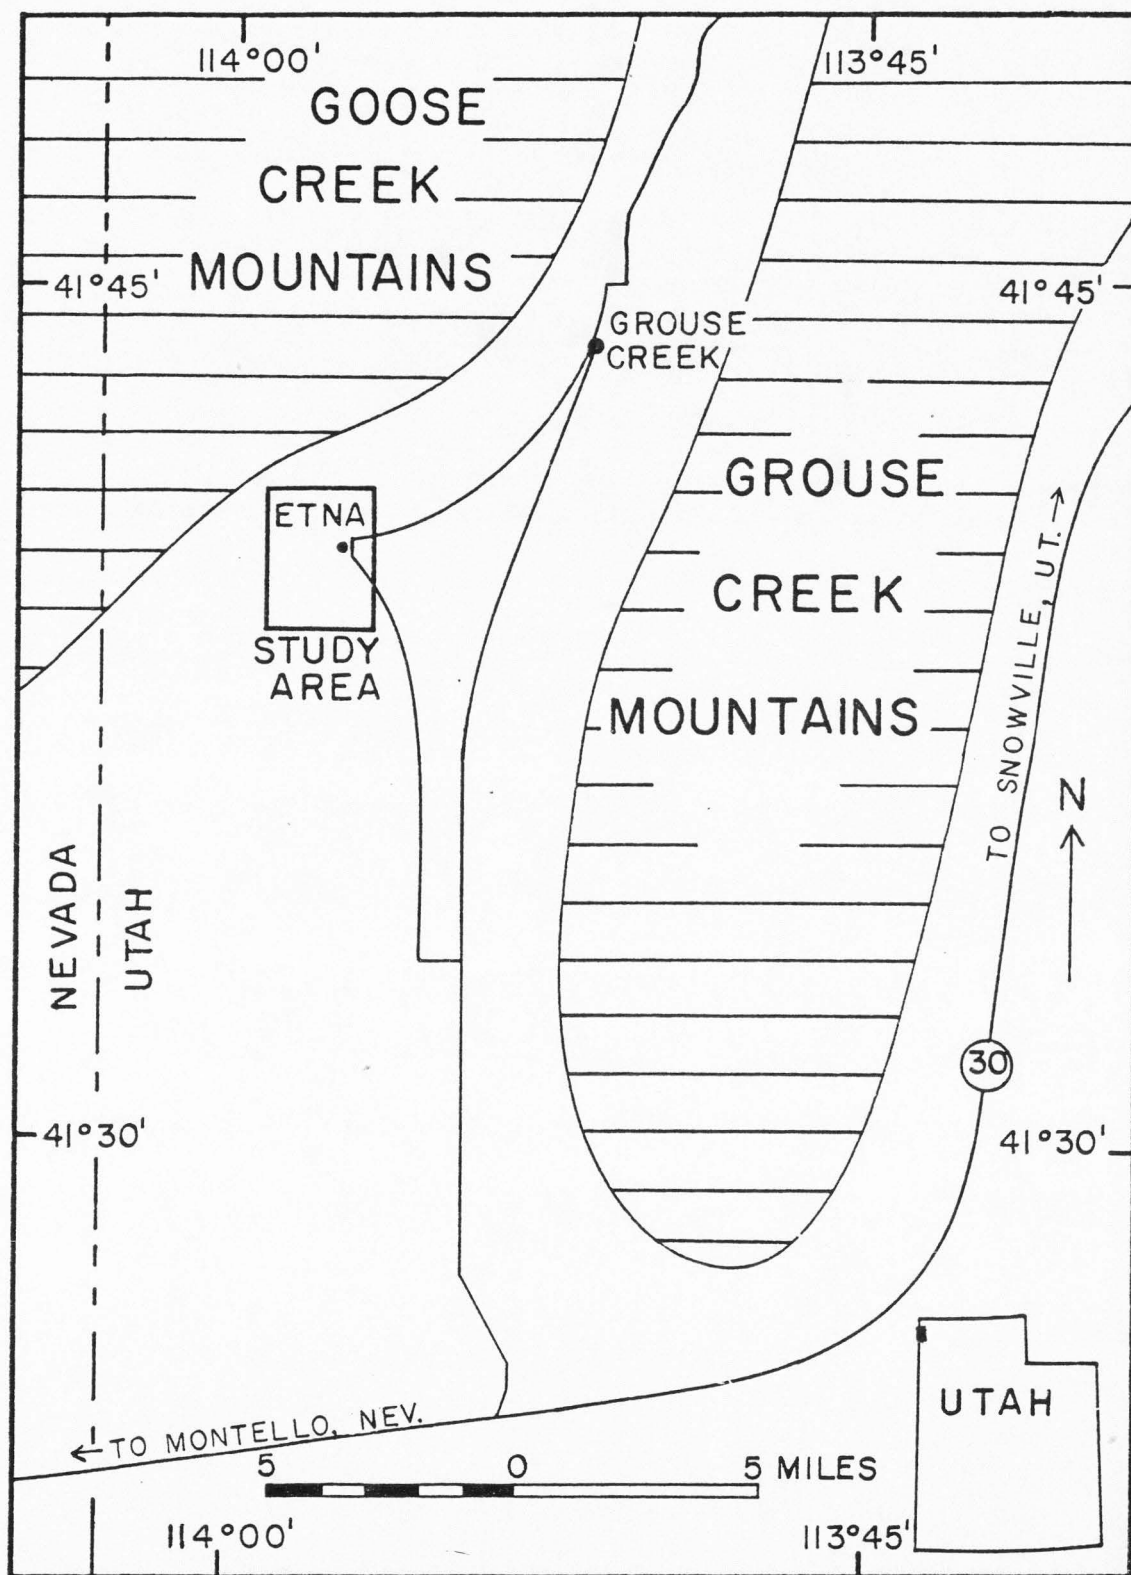 114°00'
113°45'
GOOSE
CREEK
MOUNTAINS
41°45'
41°45'
GROUSE
CREEK
GROUSE
CREEK
MOUNTAINS
ETNA
STUDY
AREA
TO SNOWVILLE, UT.
N
NEVADA
UTAH
30
41°30'
41°30'
UTAH
TO MONTELLO, NEV.
5 0 5 MILES
114°00'
113°45'